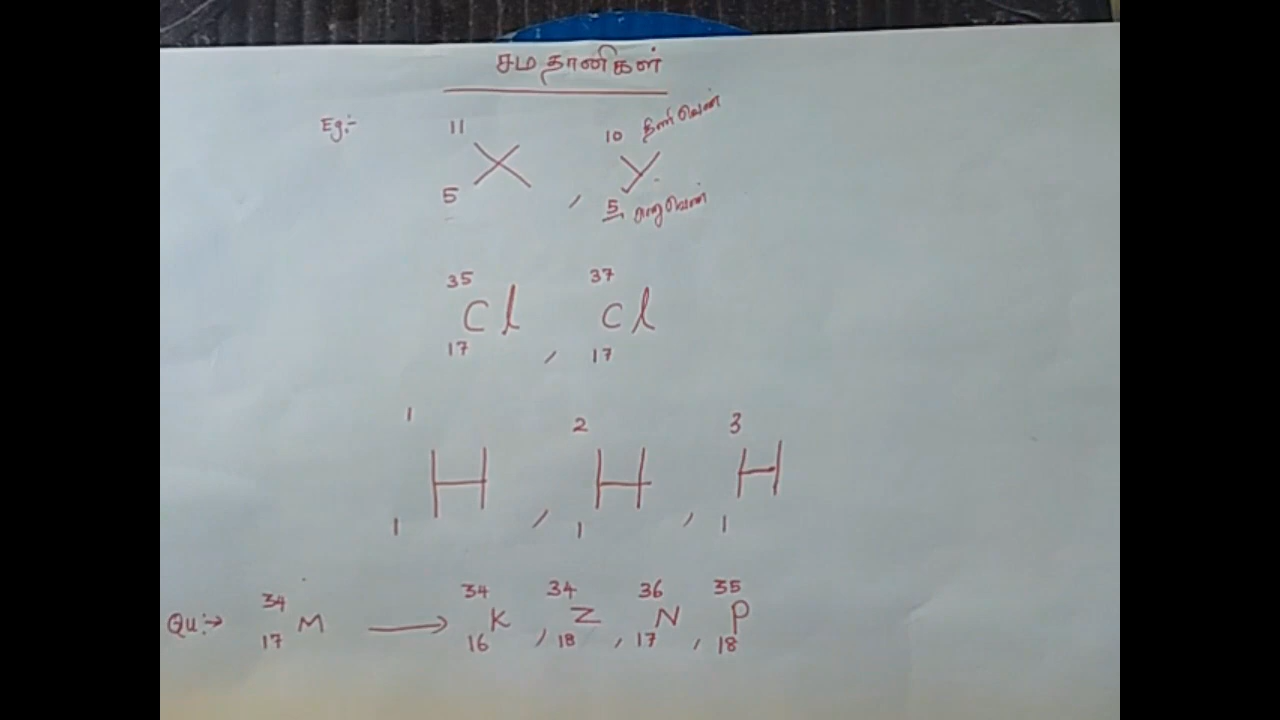 சமதானிகள்
Eg:-
11 10 திணிவெண்
X , Y
5 5 அணுவெண்
35 37
Cl , Cl
17 17
1 2 3
H , H , H
1 1 1
34 34 34 36 35
Qu:→ M → K , Z , N , P
17 16 18 17 18